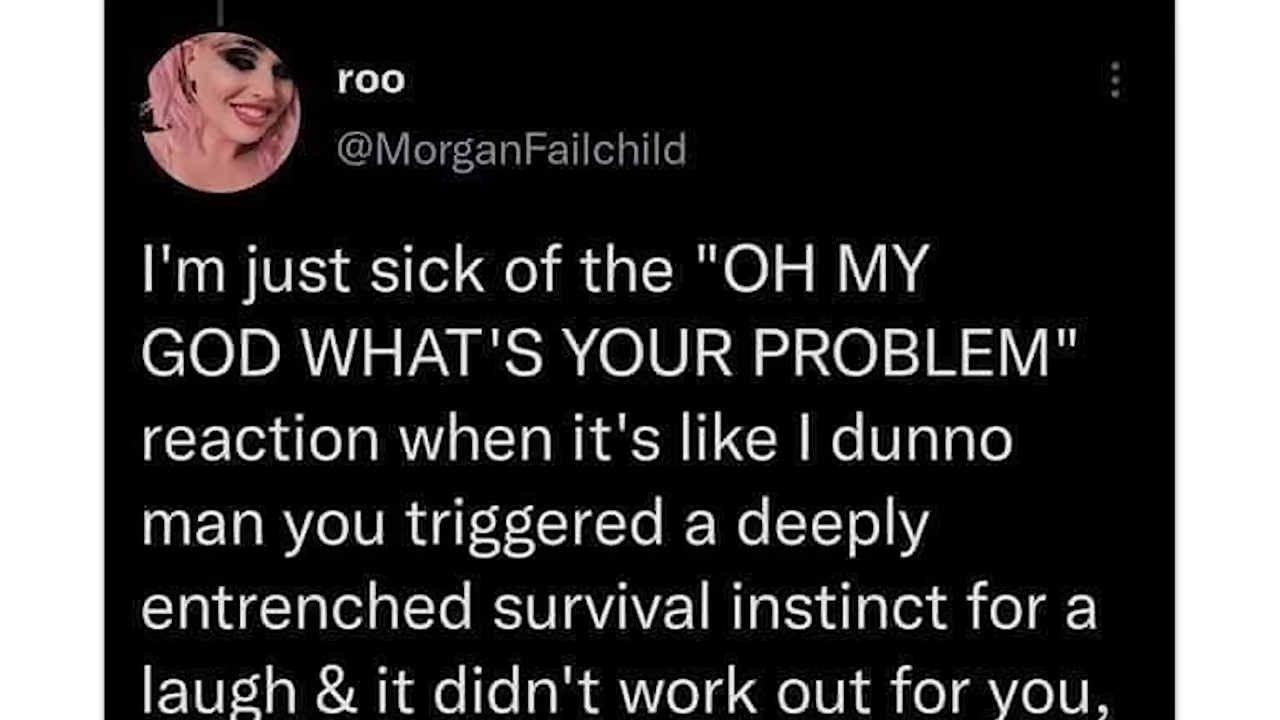 roo
@MorganFailchild
I'm just sick of the "OH MY
GOD WHAT'S YOUR PROBLEM"
reaction when it's like I dunno
man you triggered a deeply
entrenched survival instinct for a
laugh & it didn't work out for you,